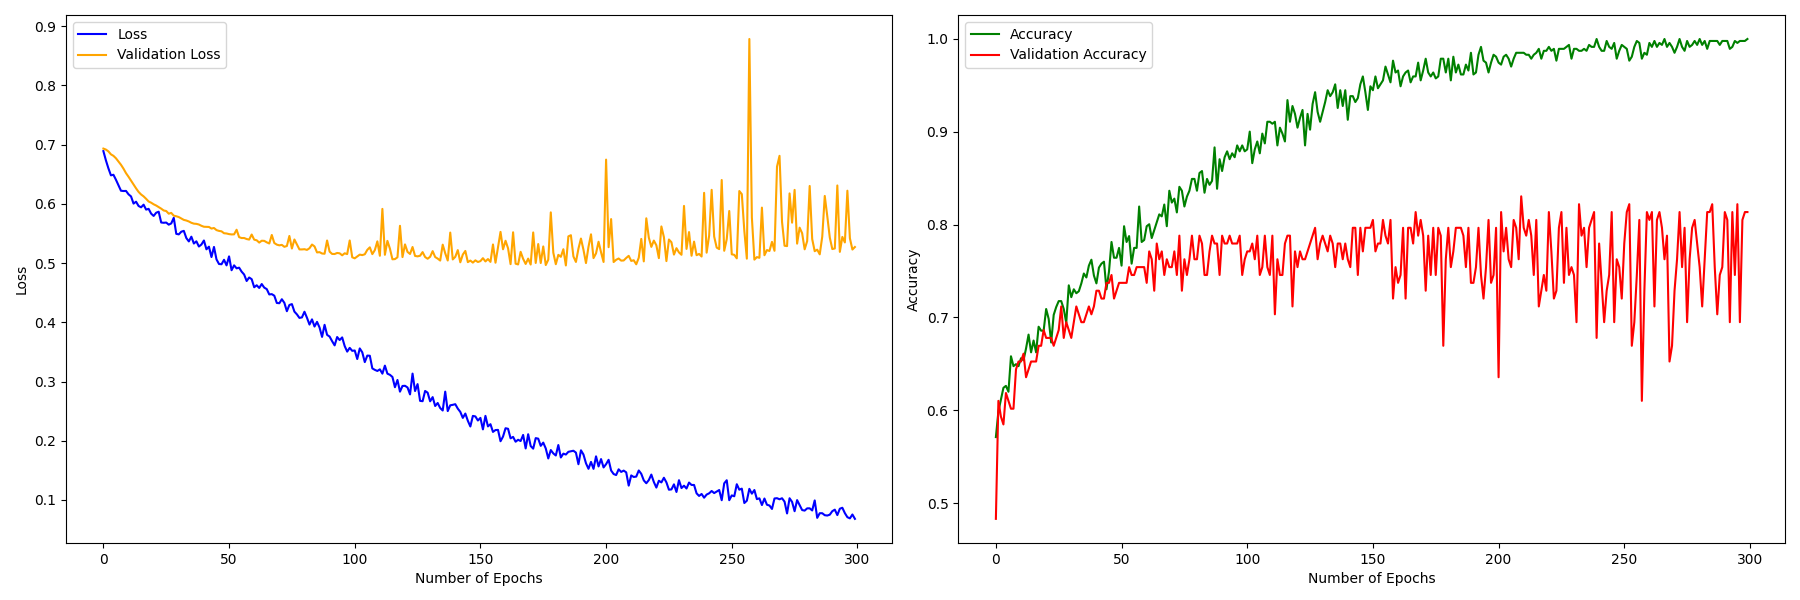 0.9
0.8
0.7
0.6
0.5
0.4
0.3
0.2
0.1
Loss
Loss
Validation Loss
0 50 100 150 200 250 300
Number of Epochs
1.0
0.9
0.8
0.7
0.6
0.5
Accuracy
Accuracy
Validation Accuracy
0 50 100 150 200 250 300
Number of Epochs